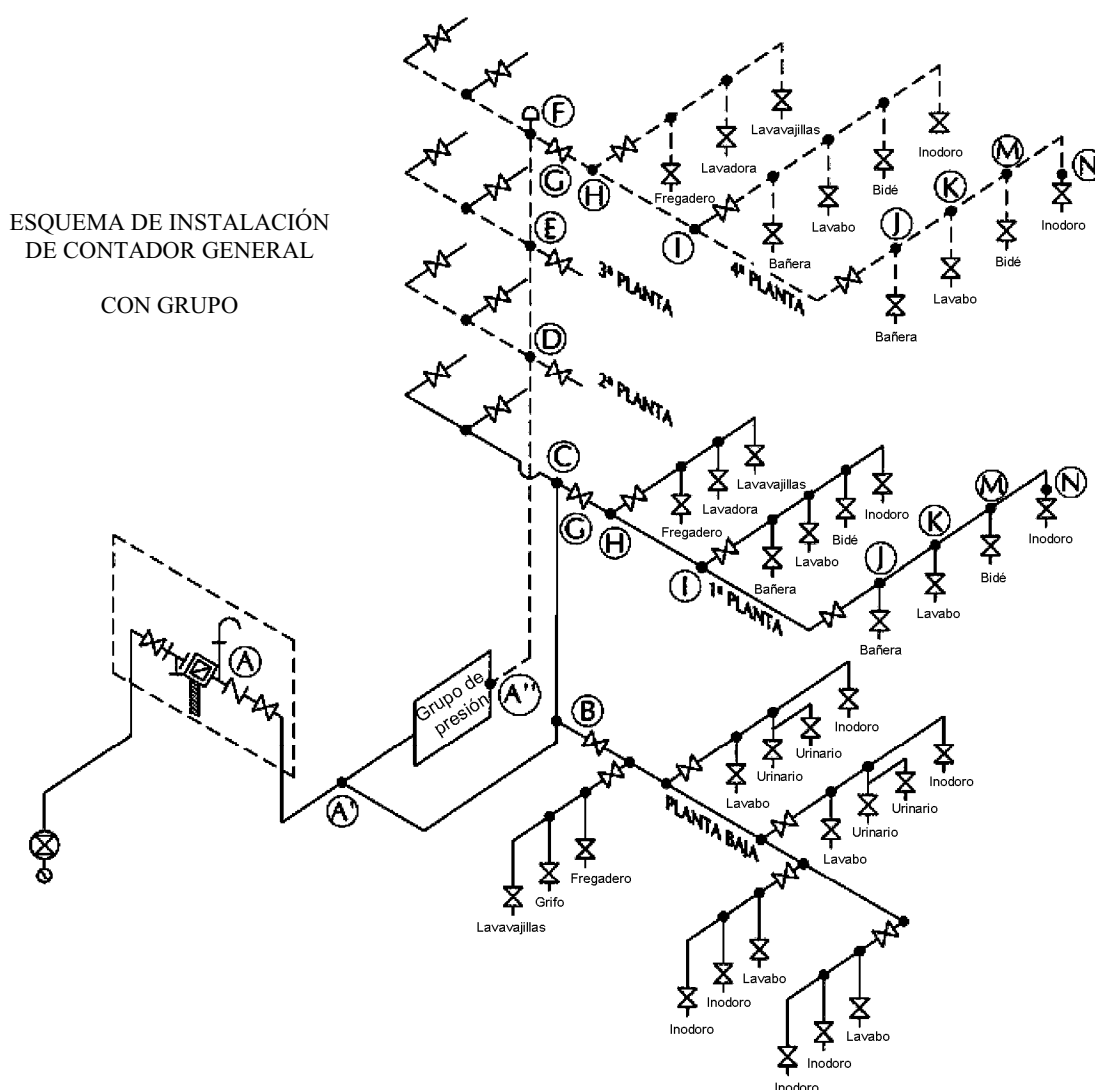 ESQUEMA DE INSTALACIÓN
DE CONTADOR GENERAL
CON GRUPO
F
G
H
I
J
K
M
N
Lavavajillas
Lavadora
Fregadero
Inodoro
Bidé
Lavabo
Bañera
Inodoro
Bidé
Lavabo
Bañera
4ª PLANTA
E
3ª PLANTA
D
2ª PLANTA
C
G
H
I
J
K
M
N
Lavavajillas
Lavadora
Fregadero
Inodoro
Bidé
Lavabo
Bañera
Inodoro
Bidé
Lavabo
Bañera
1ª PLANTA
A
Grupo de
presión
A''
A'
B
Inodoro
Urinario
Urinario
Lavabo
Inodoro
Urinario
Urinario
Lavabo
PLANTA BAJA
Fregadero
Grifo
Lavavajillas
Lavabo
Inodoro
Inodoro
Lavabo
Inodoro
Inodoro